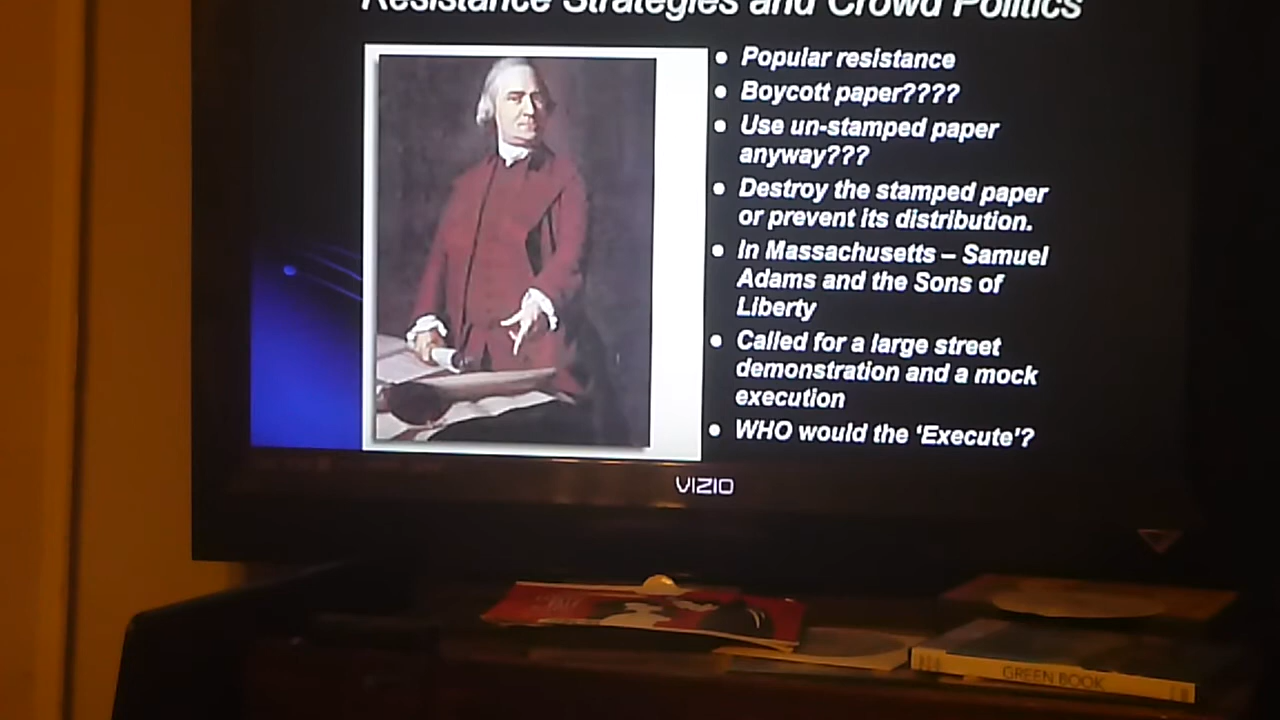 Resistance Strategies and Crowd Politics
Popular resistance
Boycott paper????
Use un-stamped paper
anyway???
Destroy the stamped paper
or prevent its distribution.
In Massachusetts – Samuel
Adams and the Sons of
Liberty
Called for a large street
demonstration and a mock
execution
WHO would the ‘Execute’?
VIZIO
GREEN BOOK